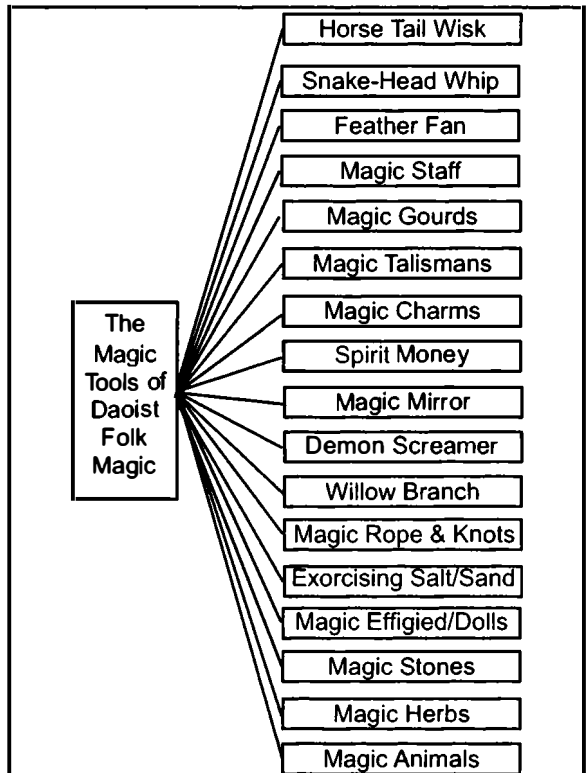 The
Magic
Tools of
Daoist
Folk
Magic
Horse Tail Wisk
Snake-Head Whip
Feather Fan
Magic Staff
Magic Gourds
Magic Talismans
Magic Charms
Spirit Money
Magic Mirror
Demon Screamer
Willow Branch
Magic Rope & Knots
Exorcising Salt/Sand
Magic Effigied/Dolls
Magic Stones
Magic Herbs
Magic Animals